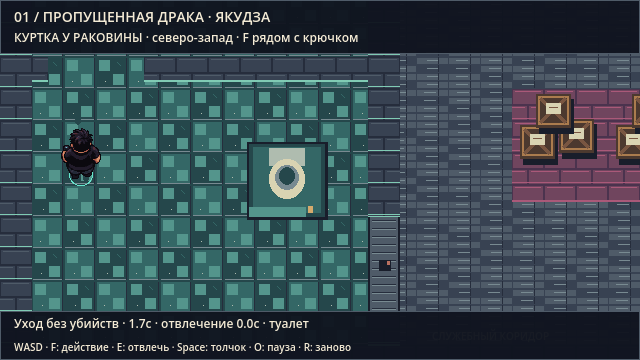 01 / ПРОПУЩЕННАЯ ДРАКА · ЯКУДЗА
КУРТКА У РАКОВИНЫ · северо-запад · F рядом с крючком
Уход без убийств · 1.7с · отвлечение 0.0с · туалет
WASD · F: действие · E: отвлечь · Space: толчок · O: пауза · R: заново